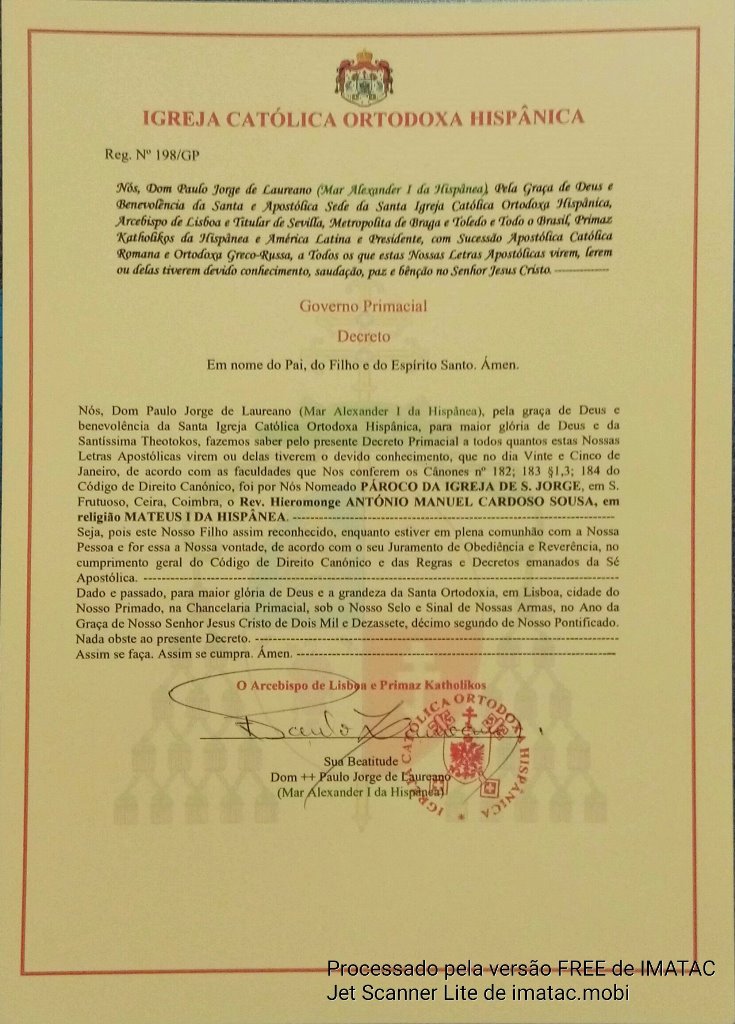 IGREJA CATÓLICA ORTODOXA HISPÂNICA
Reg. Nº 198/GP
Nós, Dom Paulo Jorge de Laureano (Mar Alexander I da Hispânea), Pela Graça de Deus e
Benevolência da Santa e Apostólica Sede da Santa Igreja Católica Ortodoxa Hispânica,
Arcebispo de Lisboa e Titular de Sevilla, Metropolita de Braga e Toledo e Todo o Brasil, Primaz
Katholikos da Hispânea e América Latina e Presidente, com Sucessão Apostólica Católica
Romana e Ortodoxa Greco-Russa, a Todos os que estas Nossas Letras Apostólicas virem, lerem
ou delas tiverem devido conhecimento, saudação, paz e bênção no Senhor Jesus Cristo. -------------
Governo Primacial
Decreto
Em nome do Pai, do Filho e do Espírito Santo. Ámen.
Nós, Dom Paulo Jorge de Laureano (Mar Alexander I da Hispânea), pela graça de Deus e
benevolência da Santa Igreja Católica Ortodoxa Hispânica, para maior glória de Deus e da
Santíssima Theotokos, fazemos saber pelo presente Decreto Primacial a todos quantos estas Nossas
Letras Apostólicas virem ou delas tiverem o devido conhecimento, que no dia Vinte e Cinco de
Janeiro, de acordo com as faculdades que Nos conferem os Cânones nº 182; 183 §1,3; 184 do
Código de Direito Canónico, foi por Nós Nomeado PÁROCO DA IGREJA DE S. JORGE, em S.
Frutuoso, Ceira, Coimbra, o Rev. Hieromonge ANTÓNIO MANUEL CARDOSO SOUSA, em
religião MATEUS I DA HISPÂNEA. ----------------------------------------------------------------
Seja, pois este Nosso Filho assim reconhecido, enquanto estiver em plena comunhão com a Nossa
Pessoa e for essa a Nossa vontade, de acordo com o seu Juramento de Obediência e Reverência, no
cumprimento geral do Código de Direito Canónico e das Regras e Decretos emanados da Sé
Apostólica. ----------------------------------------------------------------------------------------
Dado e passado, para maior glória de Deus e a grandeza da Santa Ortodoxia, em Lisboa, cidade do
Nosso Primado, na Chancelaria Primacial, sob o Nosso Selo e Sinal de Nossas Armas, no Ano da
Graça de Nosso Senhor Jesus Cristo de Dois Mil e Dezassete, décimo segundo de Nosso Pontificado.
Nada obste ao presente Decreto. ----------------------------------------------------------------------
Assim se faça. Assim se cumpra. Ámen. --------------------------------------------------------------
O Arcebispo de Lisboa e Primaz Katholikos
Sua Beatitude
Dom ++ Paulo Jorge de Laureano
(Mar Alexander I da Hispânea)
IGREJA CATÓLICA ORTODOXA HISPÂNICA *
Processado pela versão FREE de IMATAC
Jet Scanner Lite de imatac.mobi